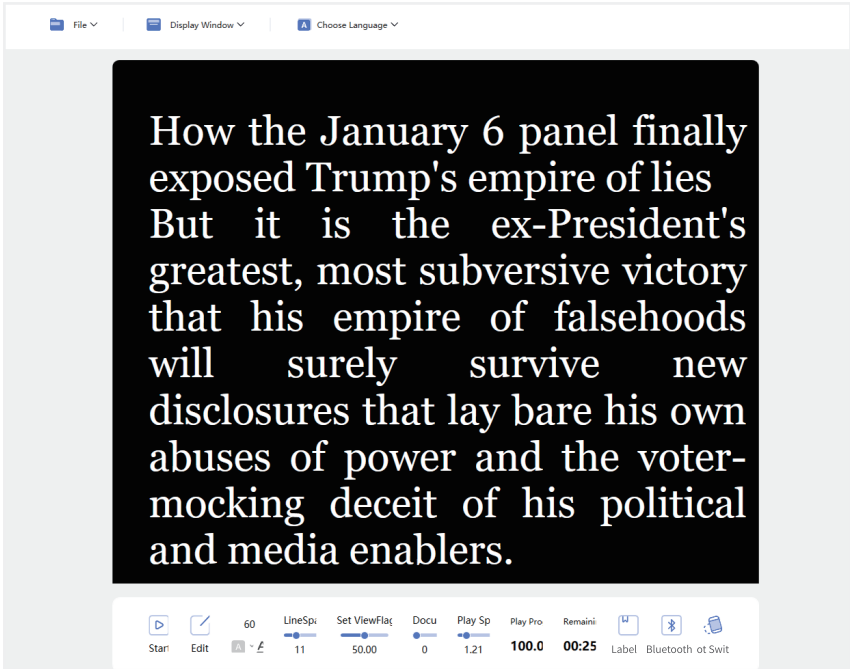 File
Display Window
Choose Language
How the January 6 panel finally
exposed Trump's empire of lies
But it is the ex-President's
greatest, most subversive victory
that his empire of falsehoods
will surely survive new
disclosures that lay bare his own
abuses of power and the voter-
mocking deceit of his political
and media enablers.
60 LineSpa Set ViewFlag Docu Play Sp Play Pro Remaini
Start Edit A A 11 50.00 0 1.21 100.0 00:25 Label Bluetooth ot Swit